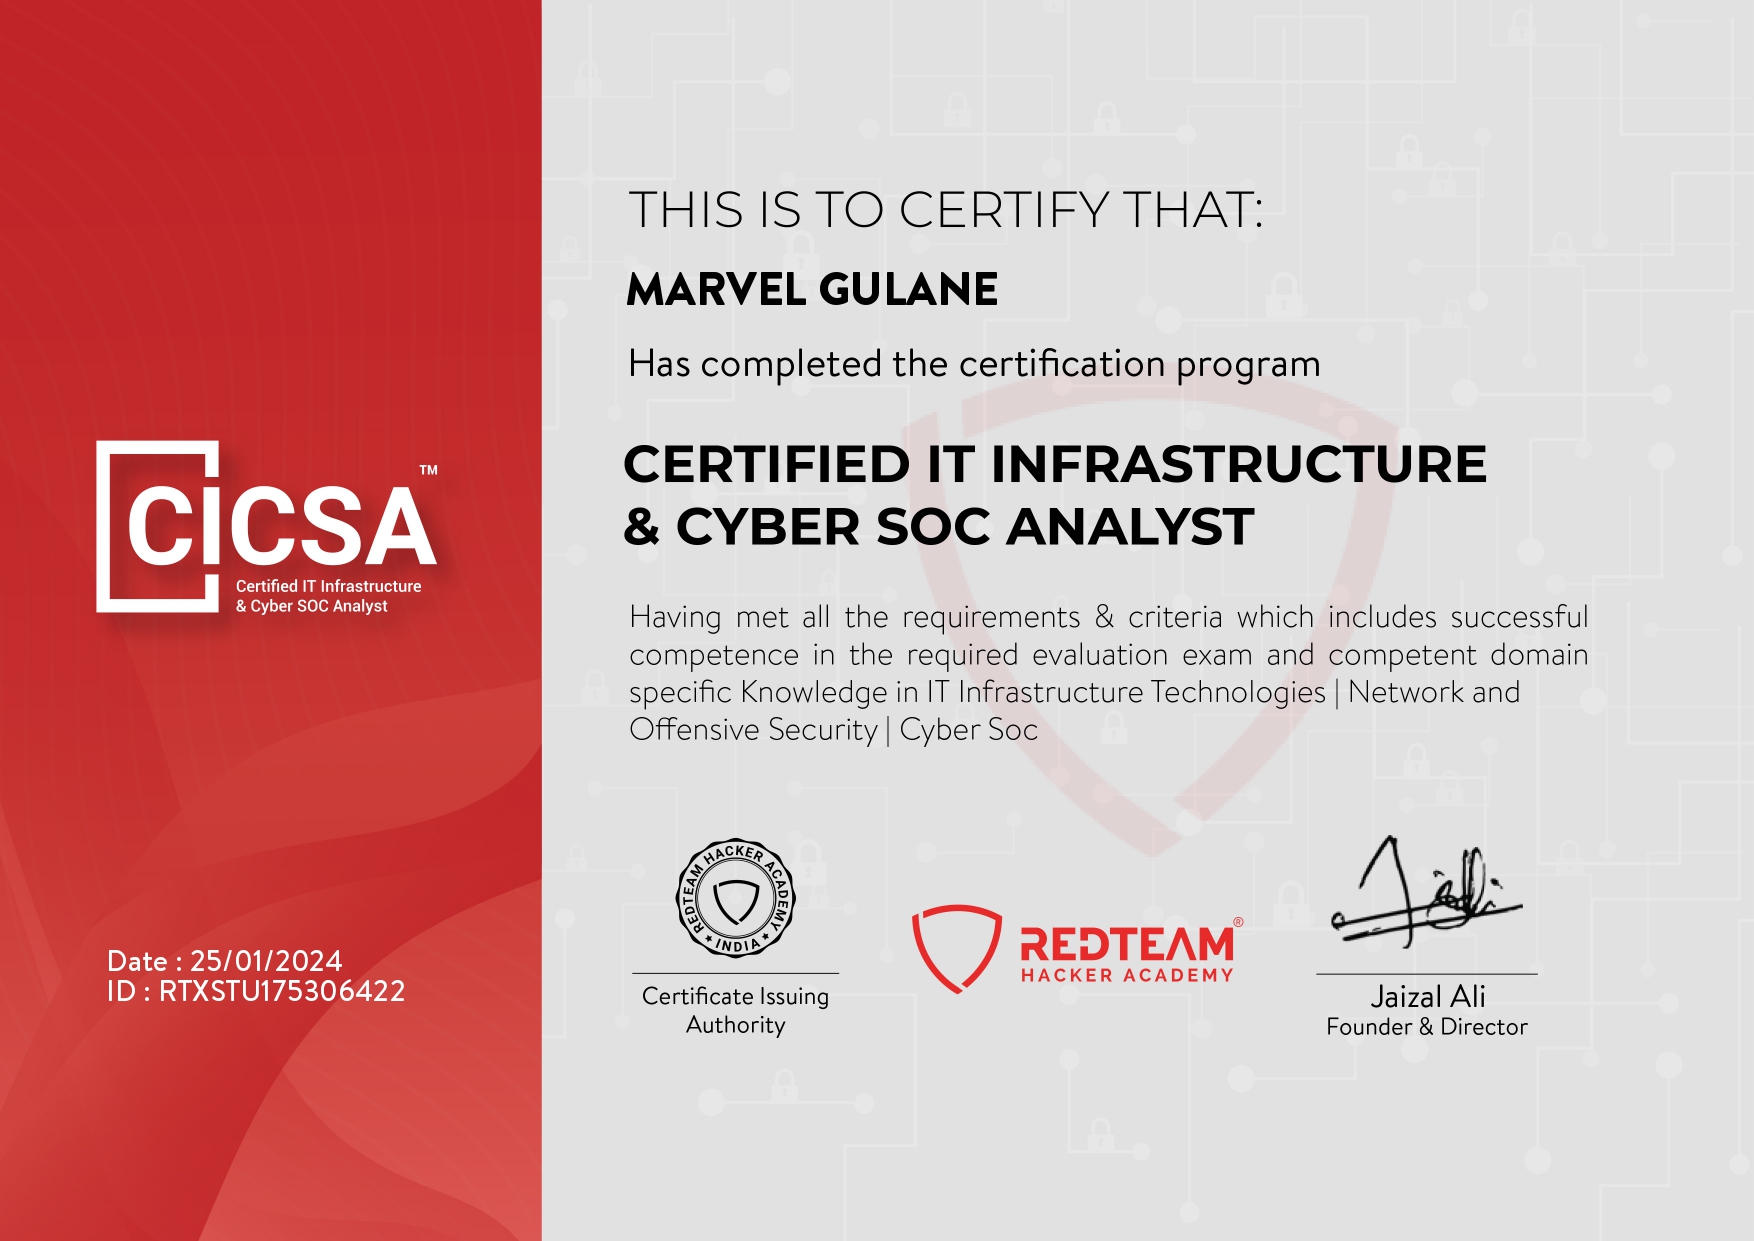 THIS IS TO CERTIFY THAT:
MARVEL GULANE
Has completed the certification program
CERTIFIED IT INFRASTRUCTURE
& CYBER SOC ANALYST
Having met all the requirements & criteria which includes successful
competence in the required evaluation exam and competent domain
specific Knowledge in IT Infrastructure Technologies | Network and
Offensive Security | Cyber Soc
CiCSA™
Certified IT Infrastructure
& Cyber SOC Analyst
Date : 25/01/2024
ID : RTXSTU175306422
REDTEAM HACKER ACADEMY
★ INDIA ★
Certificate Issuing
Authority
REDTEAM®
HACKER ACADEMY
Jaizal Ali
Founder & Director